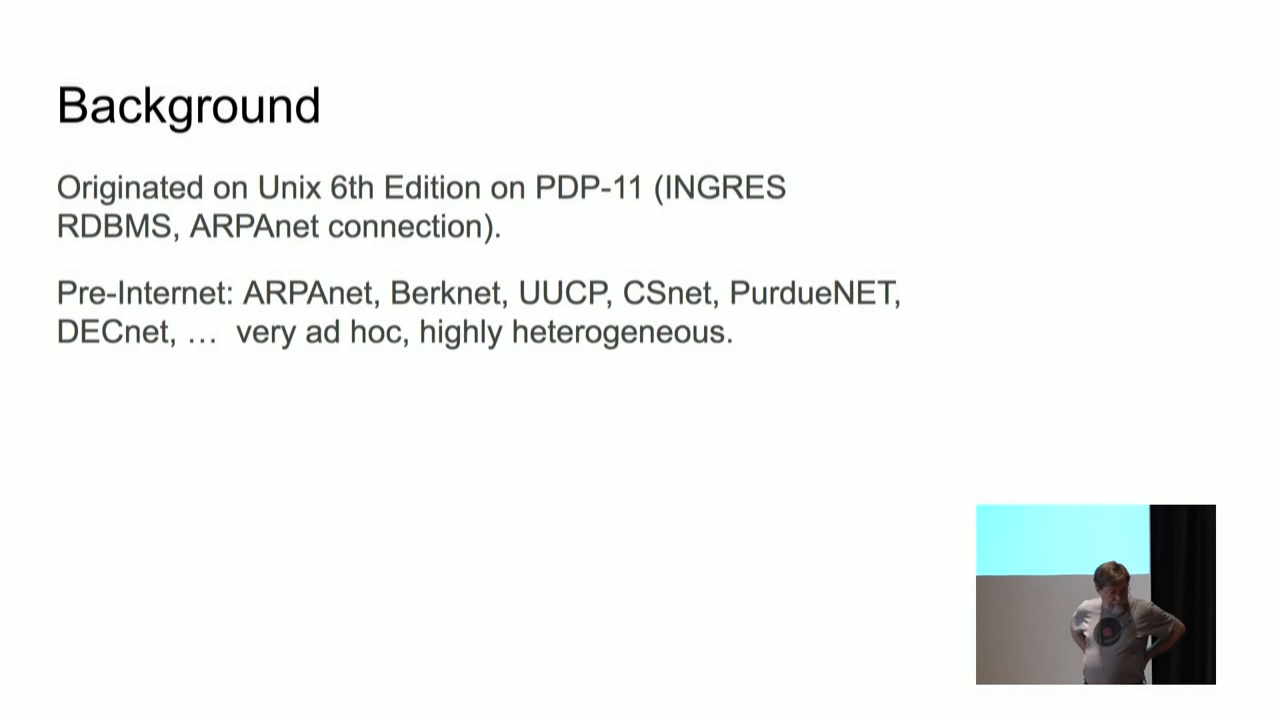 Background
Originated on Unix 6th Edition on PDP-11 (INGRES
RDBMS, ARPAnet connection).
Pre-Internet: ARPAnet, Berknet, UUCP, CSnet, PurdueNET,
DECnet, … very ad hoc, highly heterogeneous.